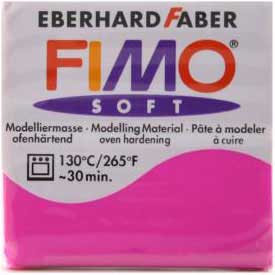 EBERHARD FABER
FIMO®
SOFT
Modelliermasse · Modelling Material · Pâte à modeler
ofenhärtend oven hardening à cuire
130°C/265°F
~30 min.